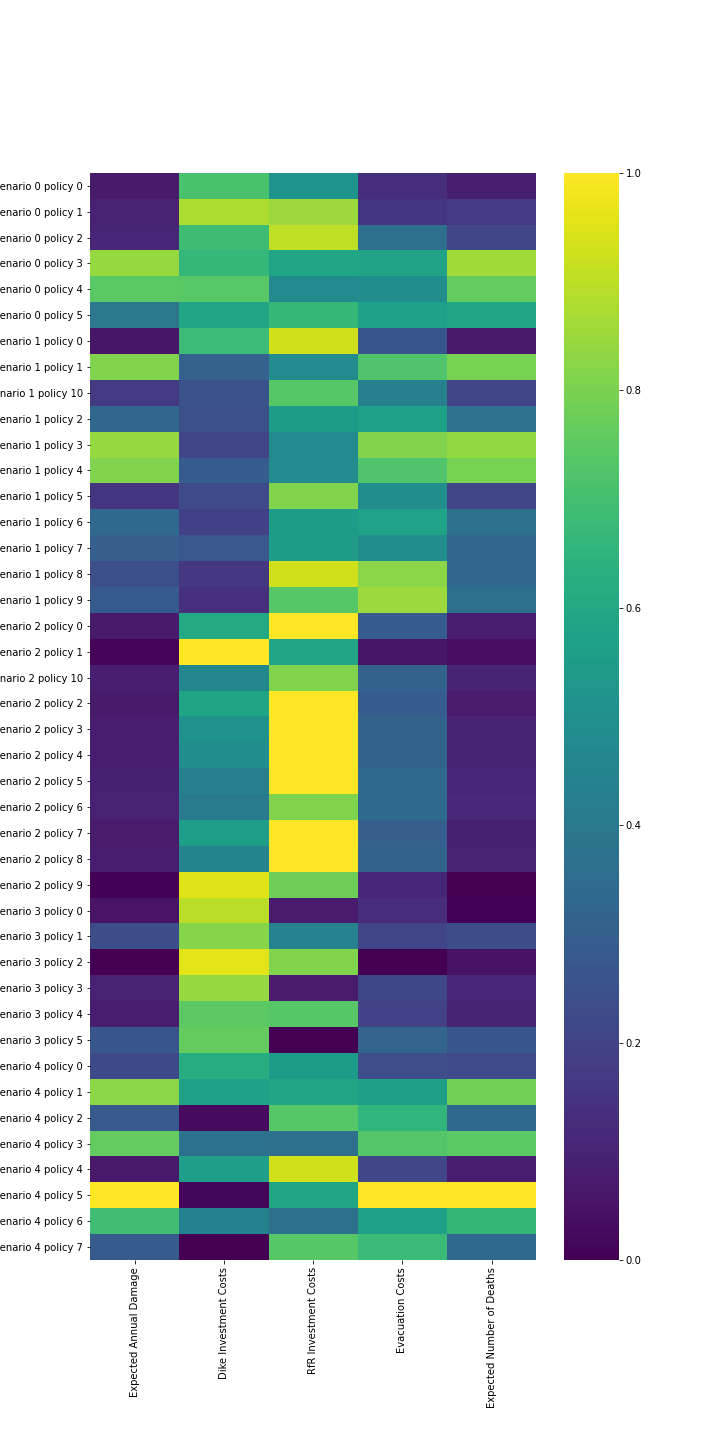 enario 0 policy 0
enario 0 policy 1
enario 0 policy 2
enario 0 policy 3
enario 0 policy 4
enario 0 policy 5
enario 1 policy 0
enario 1 policy 1
nario 1 policy 10
enario 1 policy 2
enario 1 policy 3
enario 1 policy 4
enario 1 policy 5
enario 1 policy 6
enario 1 policy 7
enario 1 policy 8
enario 1 policy 9
enario 2 policy 0
enario 2 policy 1
nario 2 policy 10
enario 2 policy 2
enario 2 policy 3
enario 2 policy 4
enario 2 policy 5
enario 2 policy 6
enario 2 policy 7
enario 2 policy 8
enario 2 policy 9
enario 3 policy 0
enario 3 policy 1
enario 3 policy 2
enario 3 policy 3
enario 3 policy 4
enario 3 policy 5
enario 4 policy 0
enario 4 policy 1
enario 4 policy 2
enario 4 policy 3
enario 4 policy 4
enario 4 policy 5
enario 4 policy 6
enario 4 policy 7
Expected Annual Damage
Dike Investment Costs
RfR Investment Costs
Evacuation Costs
Expected Number of Deaths
1.0
0.8
0.6
0.4
0.2
0.0